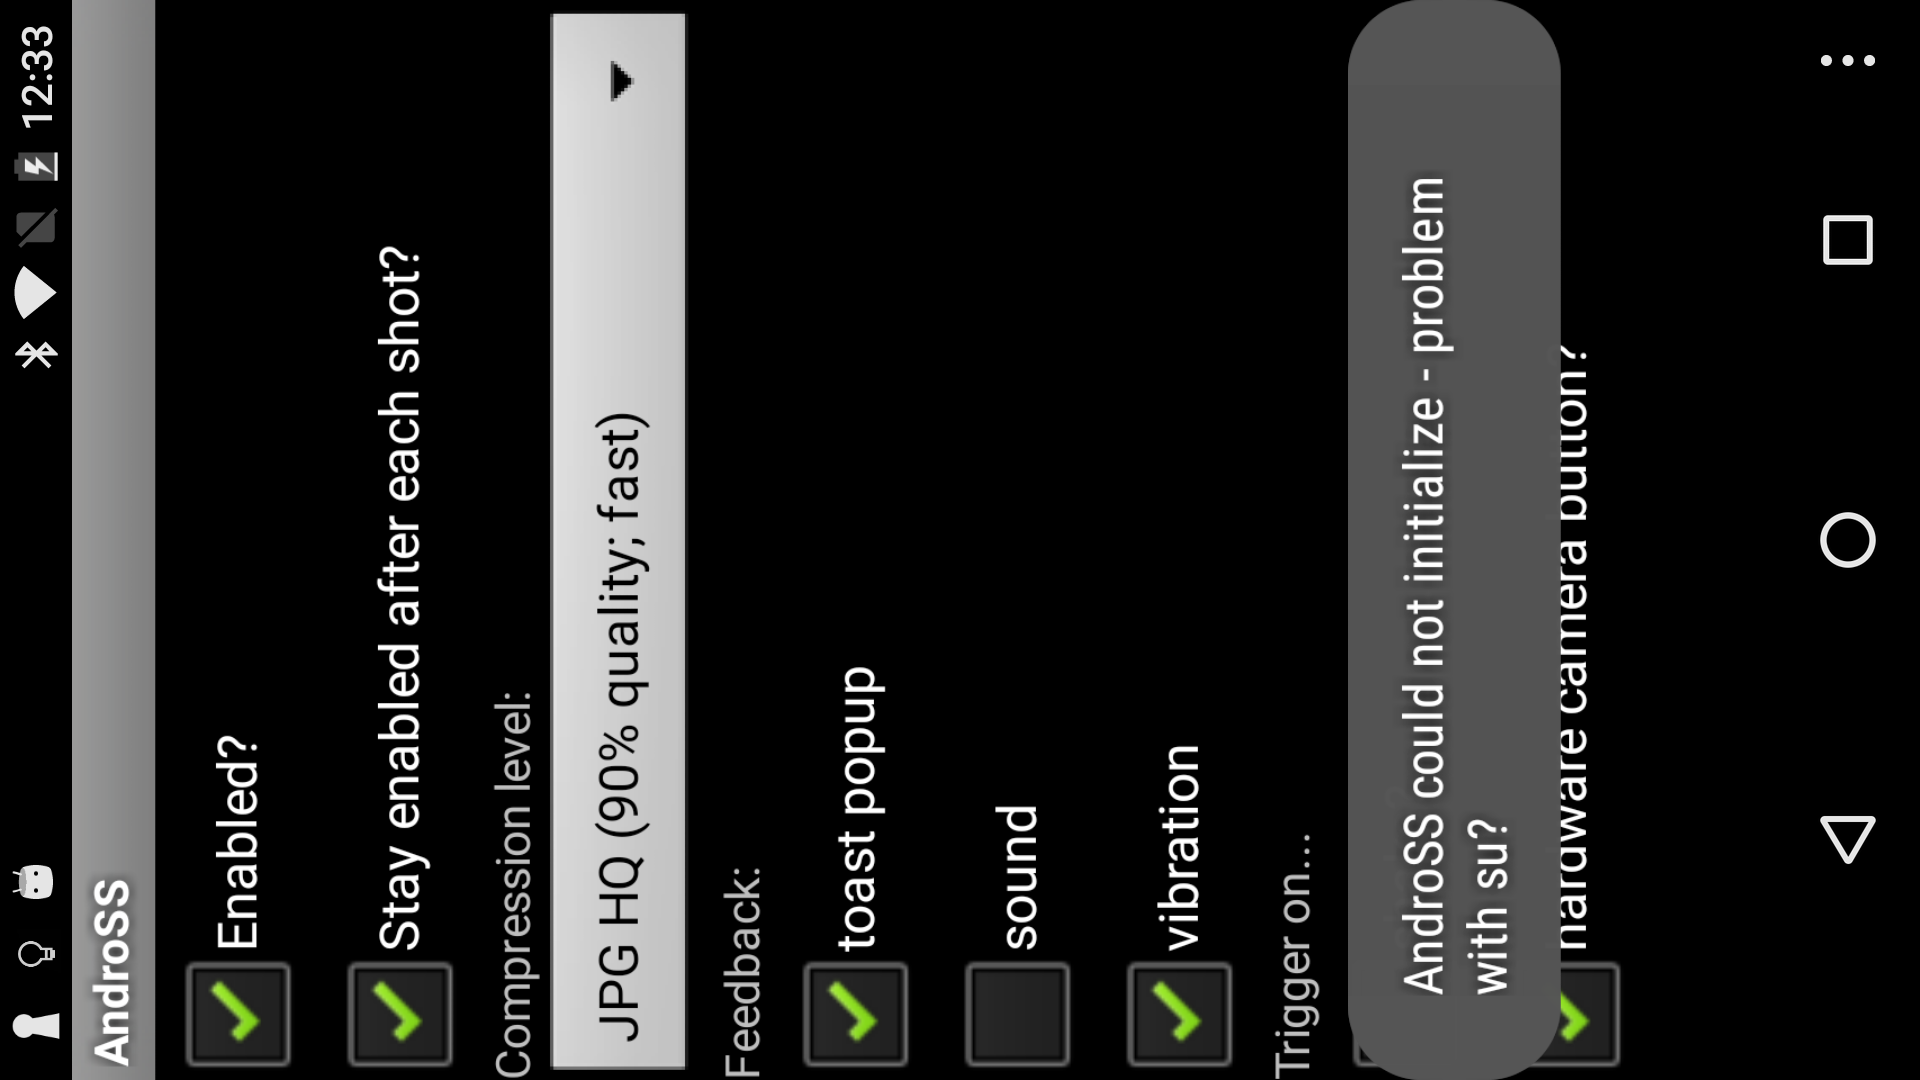 12:33
AndroSS
Enabled?
Stay enabled after each shot?
Compression level:
JPG HQ (90% quality; fast)
Feedback:
toast popup
sound
vibration
Trigger on...
AndroSS could not initialize - problem
with su?
hardware camera button?